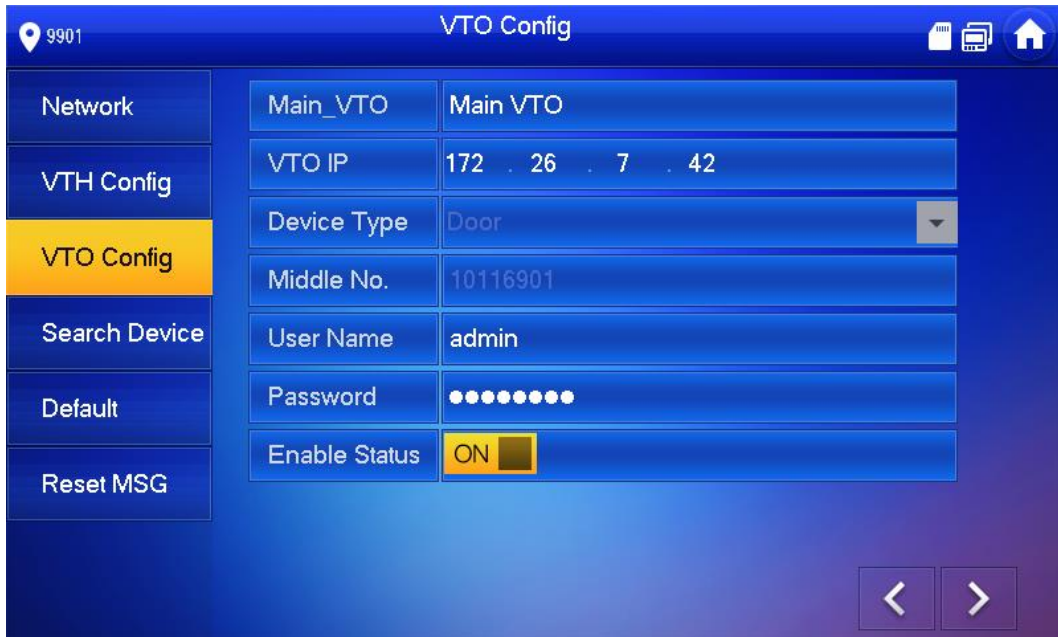 9901
VTO Config
Network
VTH Config
VTO Config
Search Device
Default
Reset MSG
Main_VTO Main VTO
VTO IP 172 . 26 . 7 . 42
Device Type Door
Middle No. 10116901
User Name admin
Password ●●●●●●●●
Enable Status ON